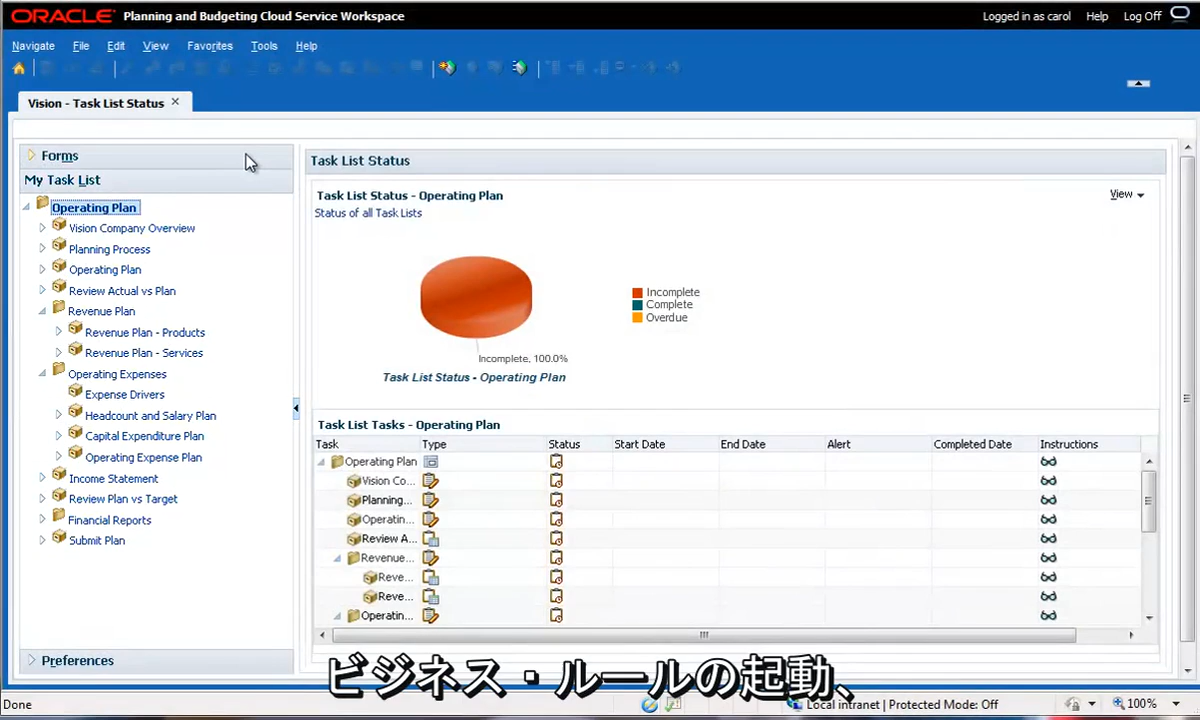 ORACLE Planning and Budgeting Cloud Service Workspace Logged in as carol Help Log Off
Navigate File Edit View Favorites Tools Help
Vision - Task List Status
Forms
My Task List
Operating Plan
Vision Company Overview
Planning Process
Operating Plan
Review Actual vs Plan
Revenue Plan
Revenue Plan - Products
Revenue Plan - Services
Operating Expenses
Expense Drivers
Headcount and Salary Plan
Capital Expenditure Plan
Operating Expense Plan
Income Statement
Review Plan vs Target
Financial Reports
Submit Plan
Preferences
Task List Status
Task List Status - Operating Plan View
Status of all Task Lists
Incomplete
Complete
Overdue
Incomplete, 100.0%
Task List Status - Operating Plan
Task List Tasks - Operating Plan
Task Type Status Start Date End Date Alert Completed Date Instructions
Operating Plan
Vision Co...
Planning...
Operatin...
Review A...
Revenue...
Reve...
Reve...
Operatin...
ビジネス・ルールの起動、
Done Local intranet | Protected Mode: Off 100%